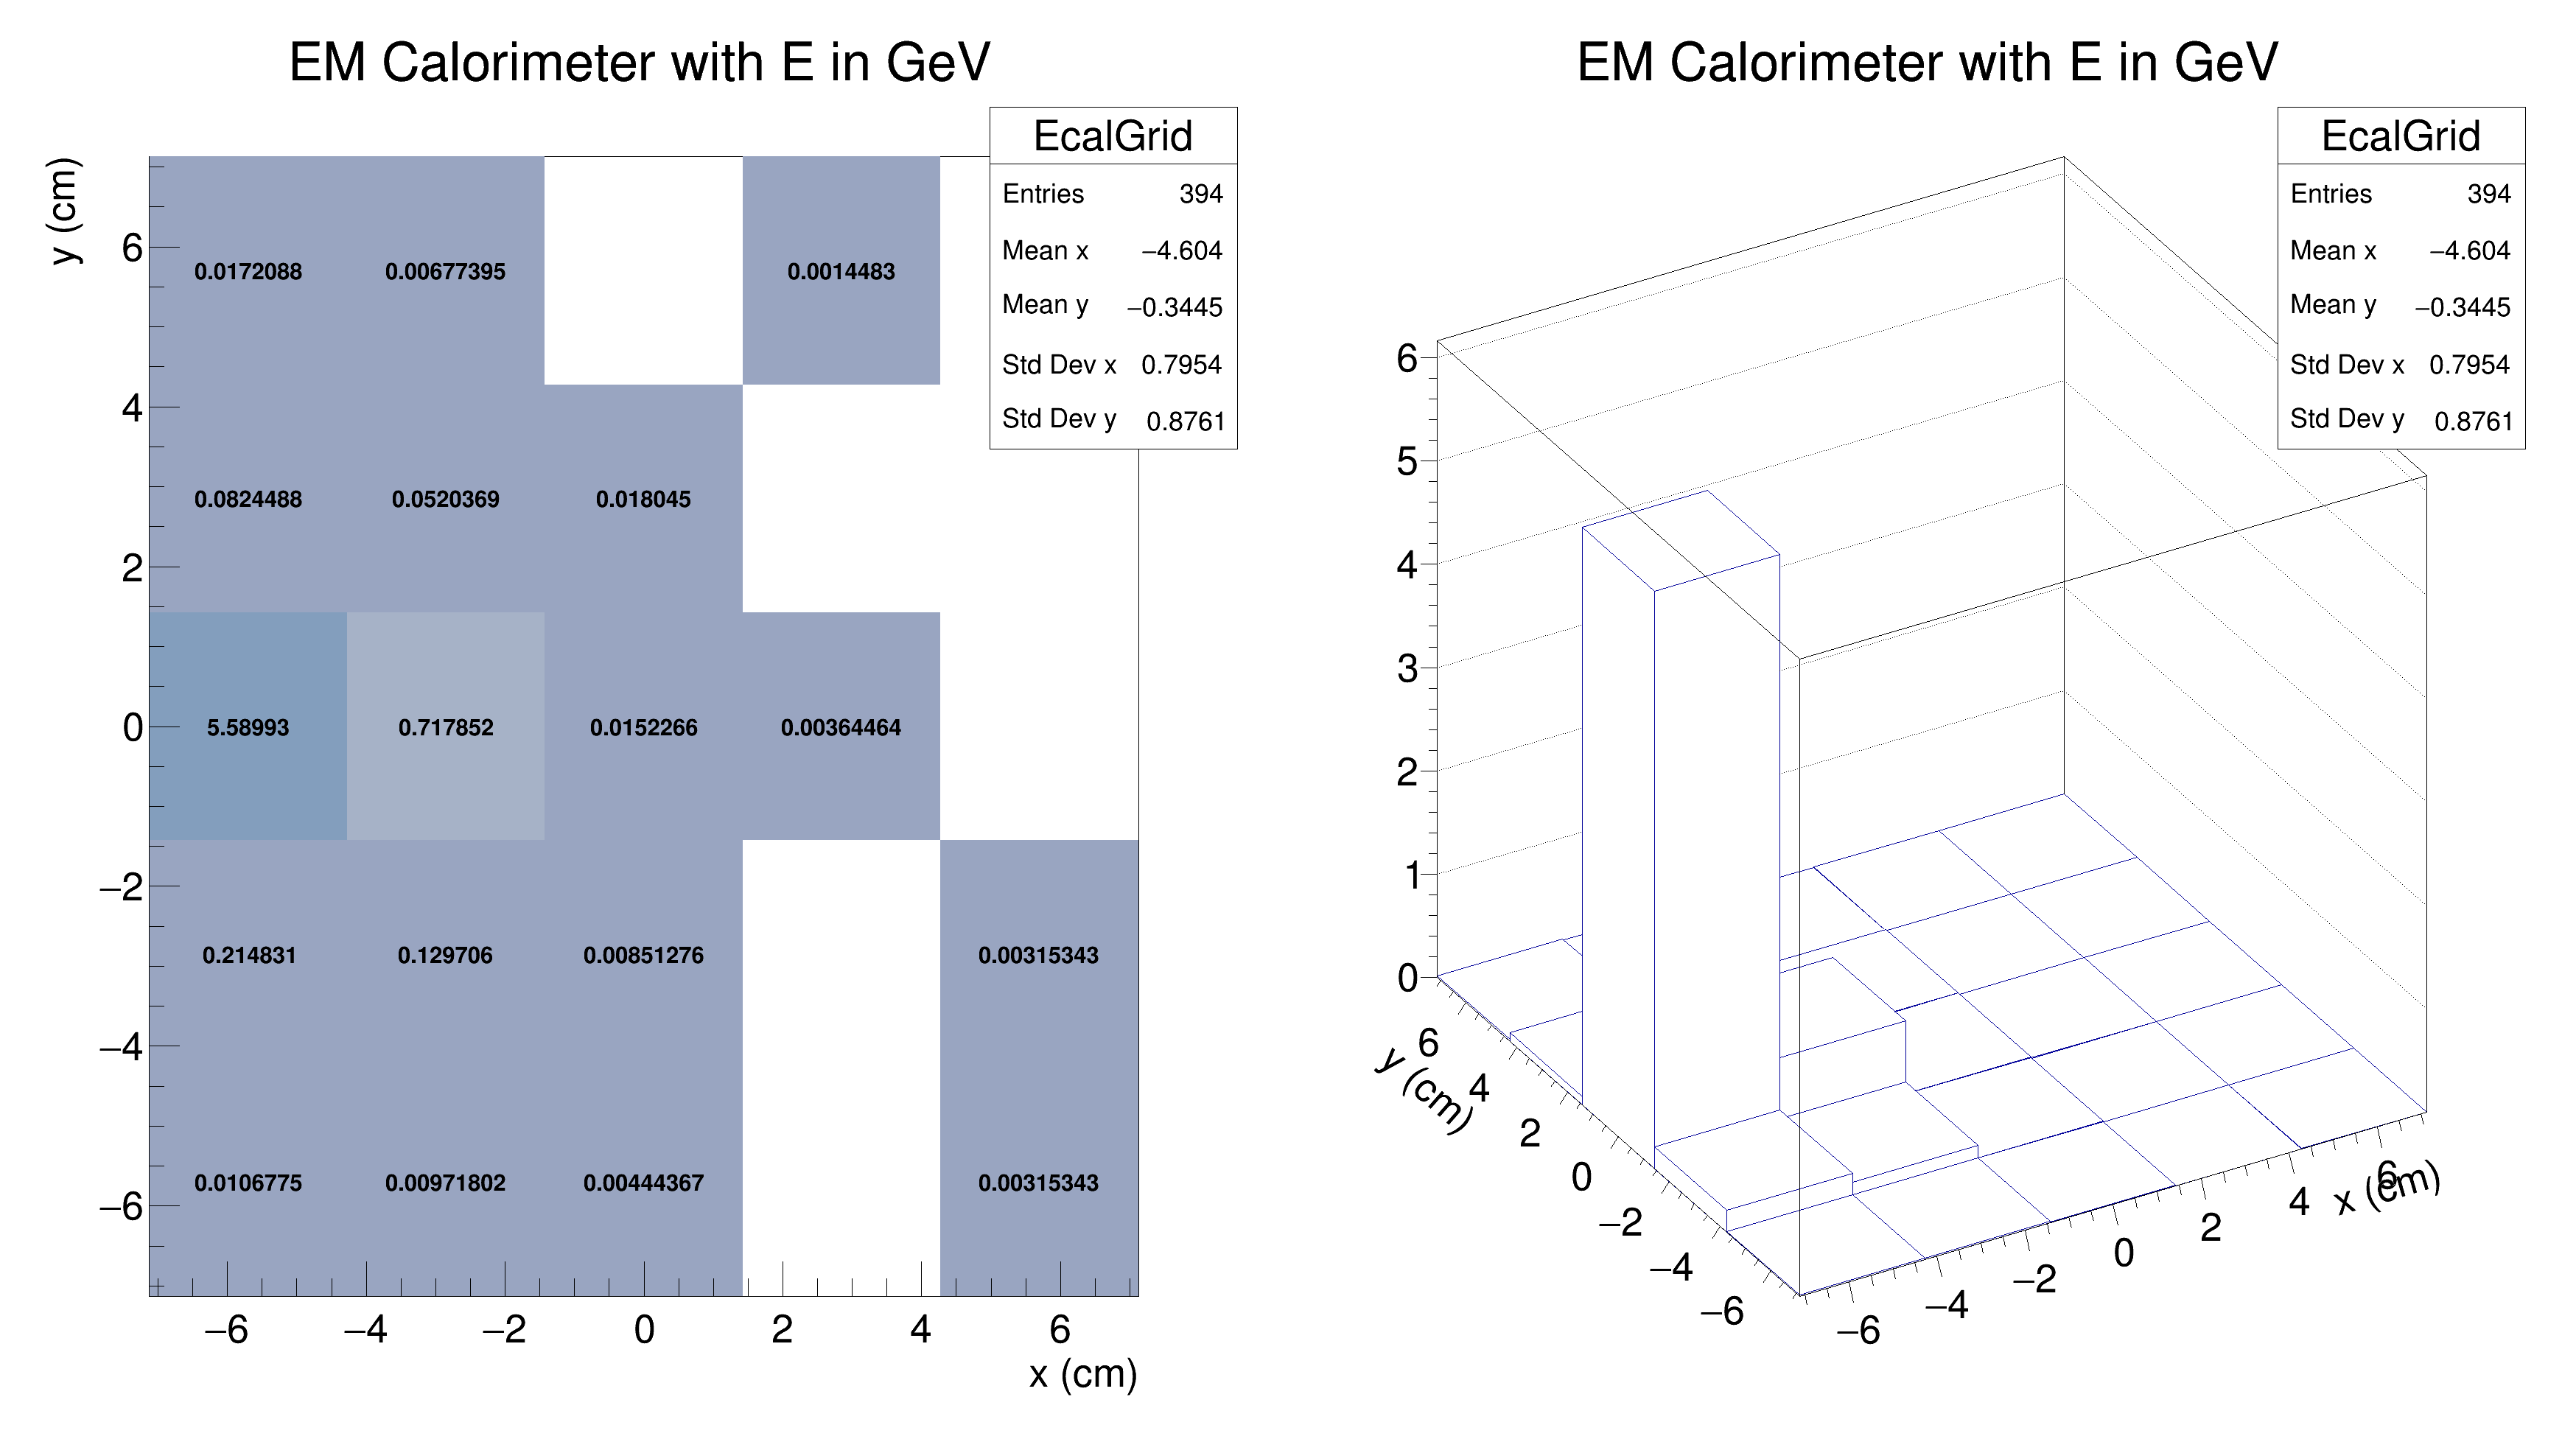 EM Calorimeter with E in GeV
EcalGrid
Entries 394
Mean x −4.604
Mean y −0.3445
Std Dev x 0.7954
Std Dev y 0.8761
y (cm)
6
4
2
0
−2
−4
−6
0.0172088 0.00677395 0.0014483
0.0824488 0.0520369 0.018045
5.58993 0.717852 0.0152266 0.00364464
0.214831 0.129706 0.00851276 0.00315343
0.0106775 0.00971802 0.00444367 0.00315343
−6 −4 −2 0 2 4 6
x (cm)
EM Calorimeter with E in GeV
EcalGrid
Entries 394
Mean x −4.604
Mean y −0.3445
Std Dev x 0.7954
Std Dev y 0.8761
6
5
4
3
2
1
0
y (cm)
6
4
2
0
−2
−4
−6
−6 −4 −2 0 2 4 6
x (cm)